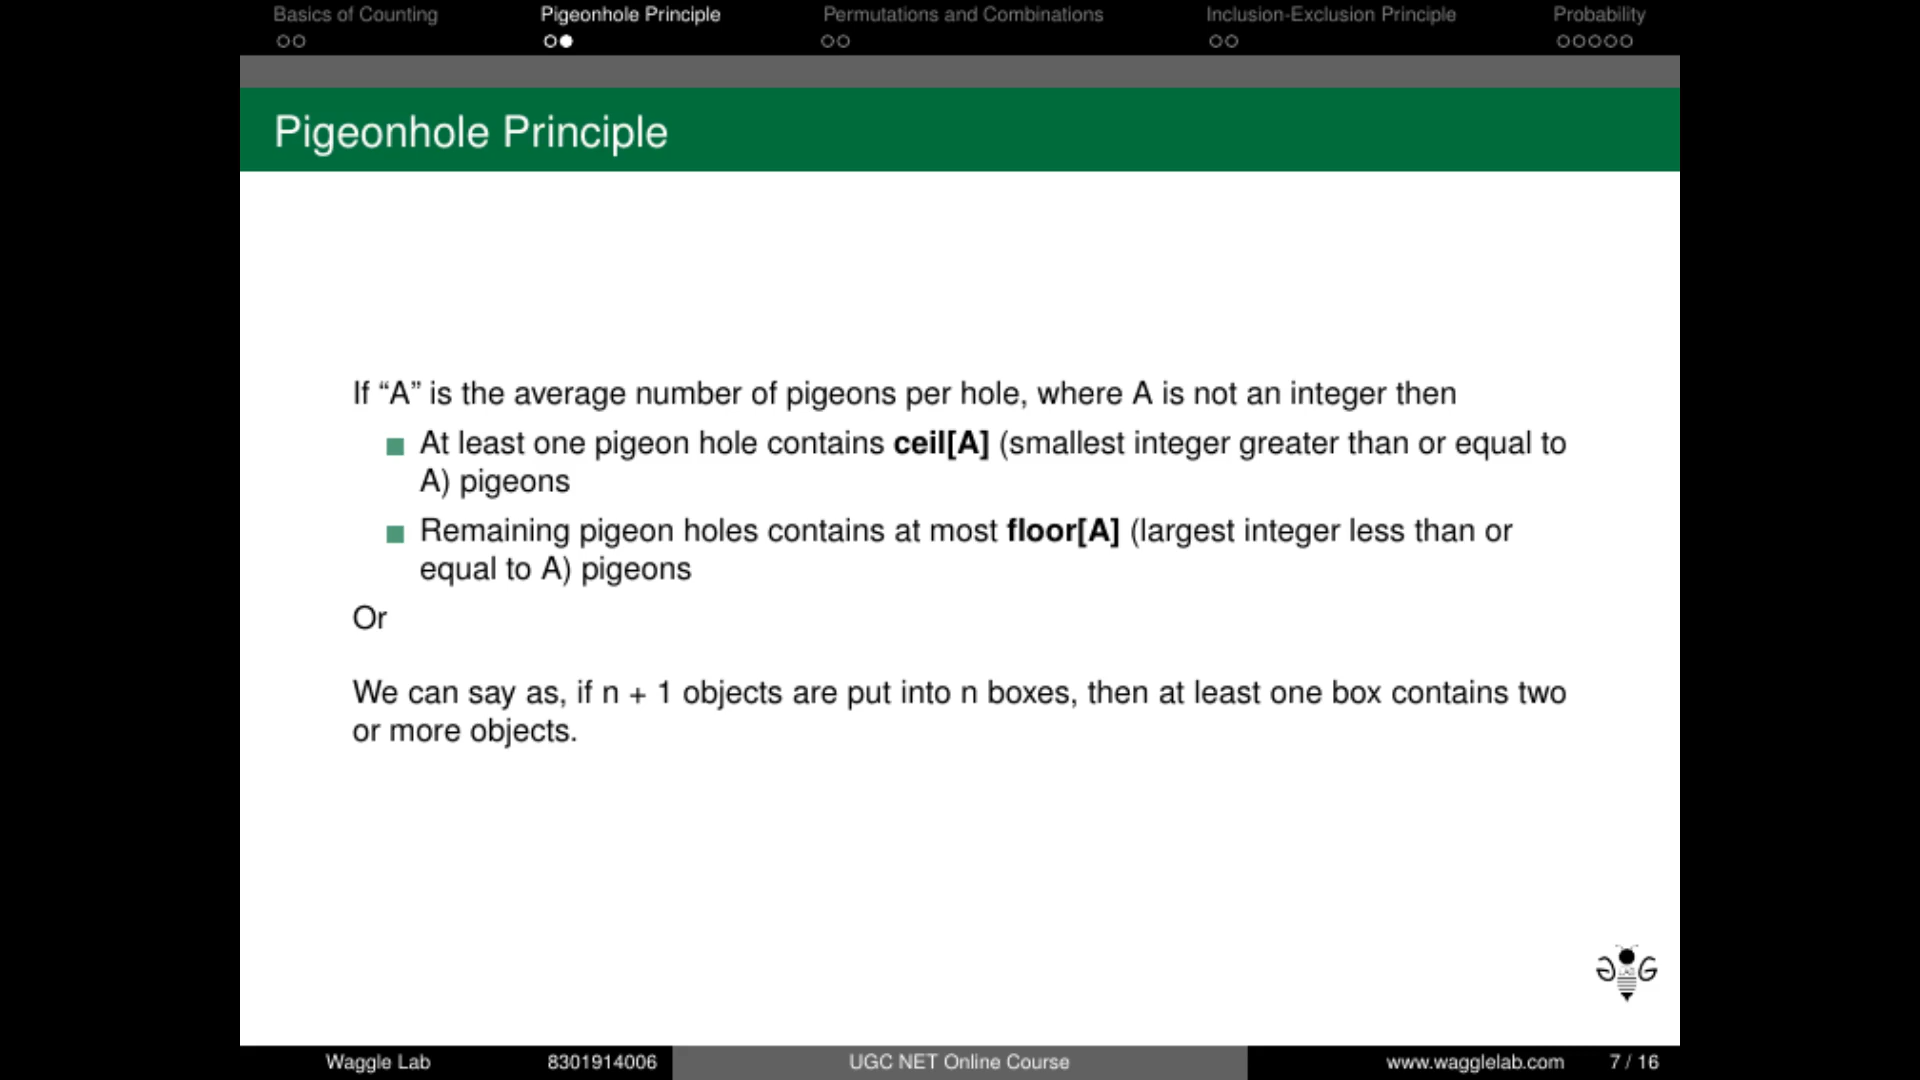 Basics of Counting Pigeonhole Principle Permutations and Combinations Inclusion-Exclusion Principle Probability
Pigeonhole Principle
If “A” is the average number of pigeons per hole, where A is not an integer then
At least one pigeon hole contains ceil[A] (smallest integer greater than or equal to
A) pigeons
Remaining pigeon holes contains at most floor[A] (largest integer less than or
equal to A) pigeons
Or
We can say as, if n + 1 objects are put into n boxes, then at least one box contains two
or more objects.
Waggle Lab 8301914006 UGC NET Online Course www.wagglelab.com 7 / 16